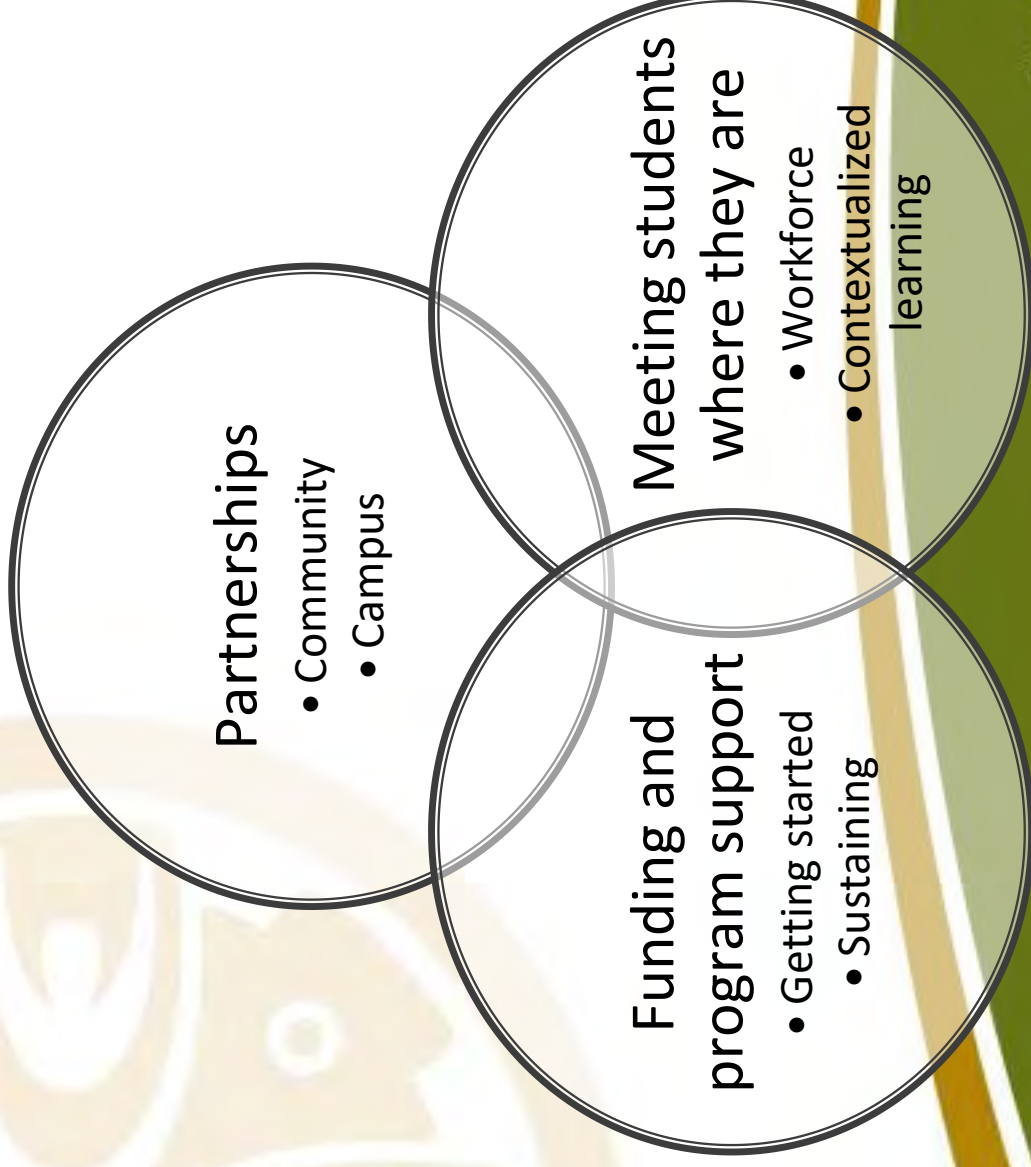 Partnerships
• Community
• Campus
Meeting students
where they are
• Workforce
• Contextualized
learning
Funding and
program support
• Getting started
• Sustaining